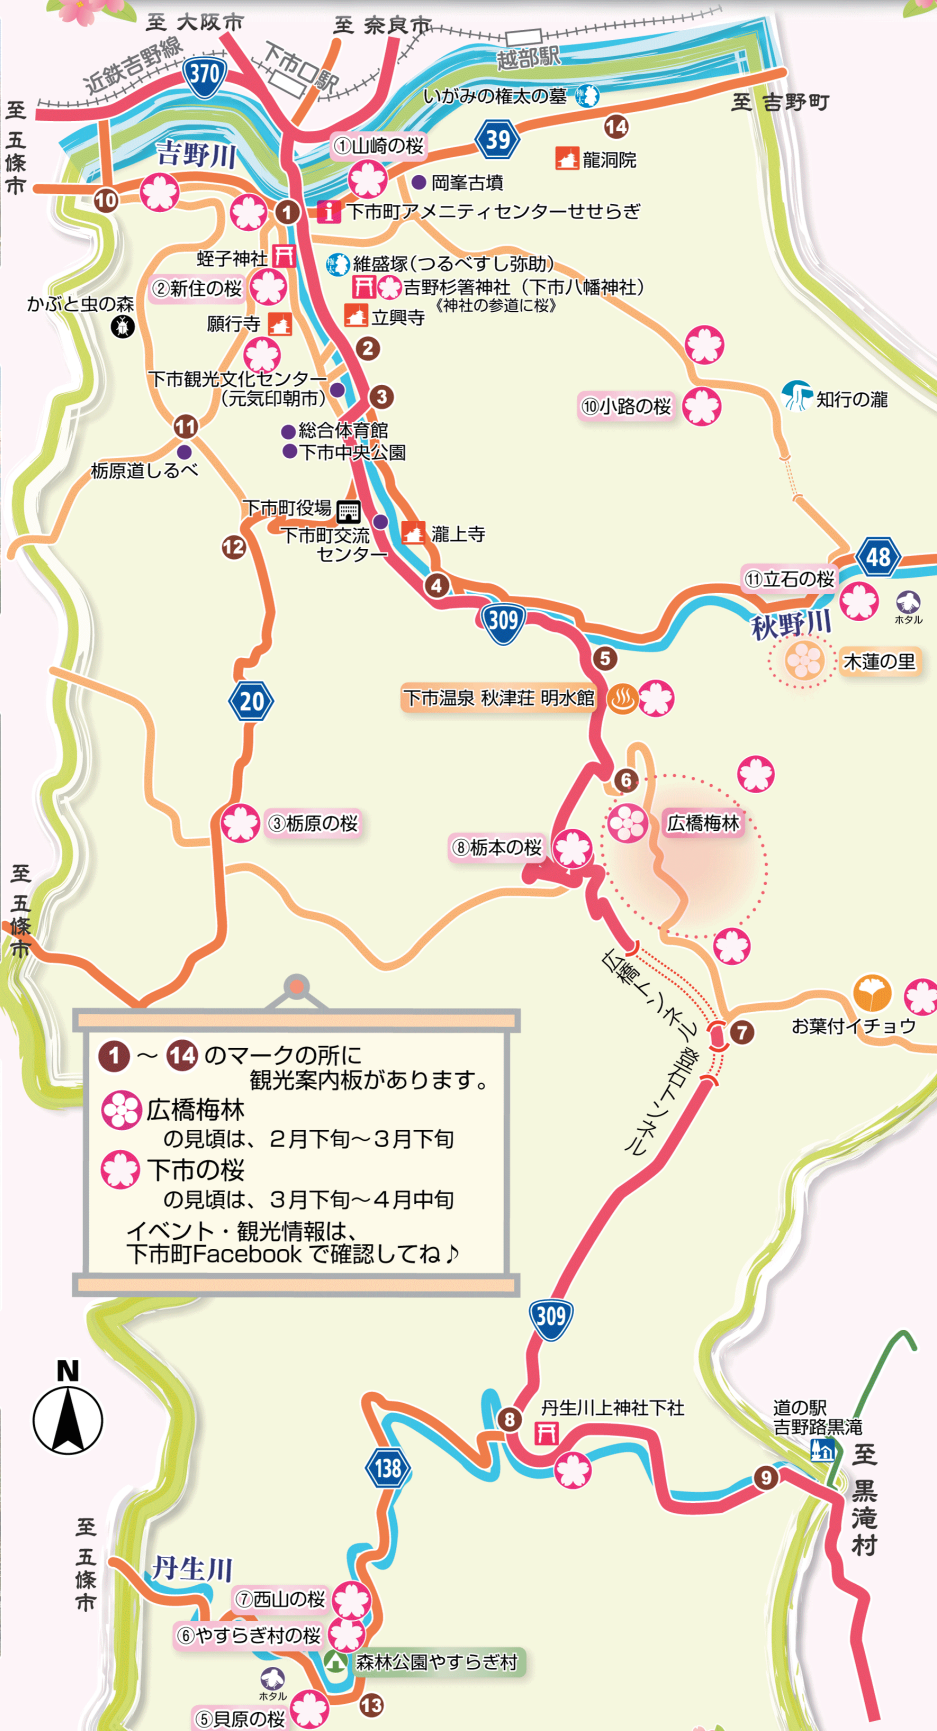 至 大阪市
至 奈良市
近鉄吉野線
370
下市口駅
越部駅
至 五條市
いがみの権太の墓
権太
至 吉野町
14
39
①山崎の桜
吉野川
龍洞院
岡峯古墳
10
1
下市町アメニティセンターせせらぎ
蛭子神社
権太
維盛塚(つるべすし弥助)
②新住の桜
吉野杉箸神社(下市八幡神社)
《神社の参道に桜》
かぶと虫の森
願行寺
立興寺
2
下市観光文化センター
(元気印朝市)
3
知行の瀧
⑩小路の桜
11
総合体育館
下市中央公園
栃原道しるべ
下市町役場
下市町交流
センター
瀧上寺
12
48
⑪立石の桜
4
309
秋野川
ホタル
5
木蓮の里
20
下市温泉 秋津荘 明水館
6
③栃原の桜
広橋梅林
⑧栃本の桜
至 五條市
広橋トンネル
7
お葉付イチョウ
登石トンネル
1～14のマークの所に
観光案内板があります。
広橋梅林
の見頃は、2月下旬～3月下旬
下市の桜
の見頃は、3月下旬～4月中旬
イベント・観光情報は、
下市町Facebookで確認してね♪
309
N
8
丹生川上神社下社
道の駅
吉野路黒滝
138
9
至 黒滝村
至 五條市
丹生川
⑦西山の桜
⑥やすらぎ村の桜
森林公園やすらぎ村
ホタル
13
⑤貝原の桜